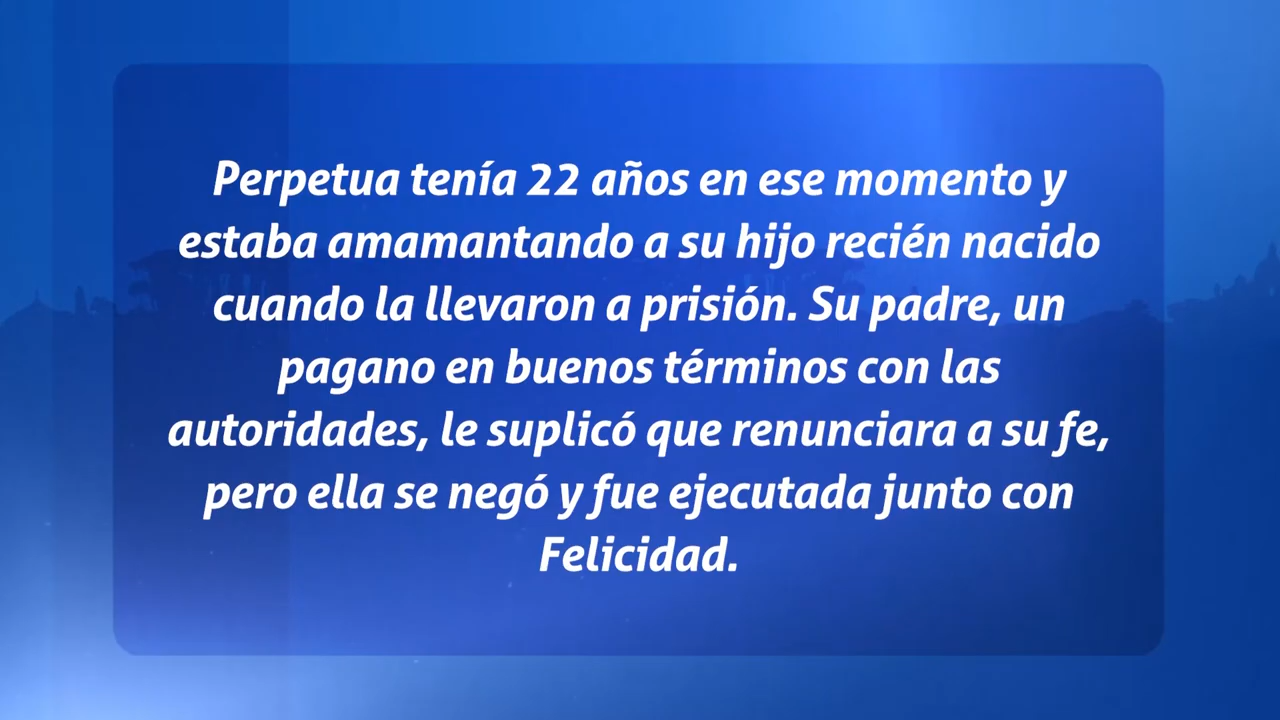 Perpetua tenía 22 años en ese momento y
estaba amamantando a su hijo recién nacido
cuando la llevaron a prisión. Su padre, un
pagano en buenos términos con las
autoridades, le suplicó que renunciara a su fe,
pero ella se negó y fue ejecutada junto con
Felicidad.